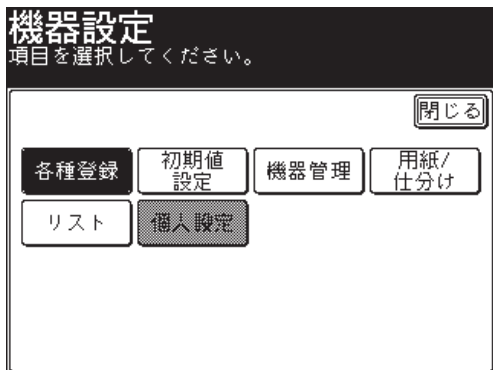 機器設定
項目を選択してください。
閉じる
各種登録
初期値
設定
機器管理
用紙/
仕分け
リスト
個人設定